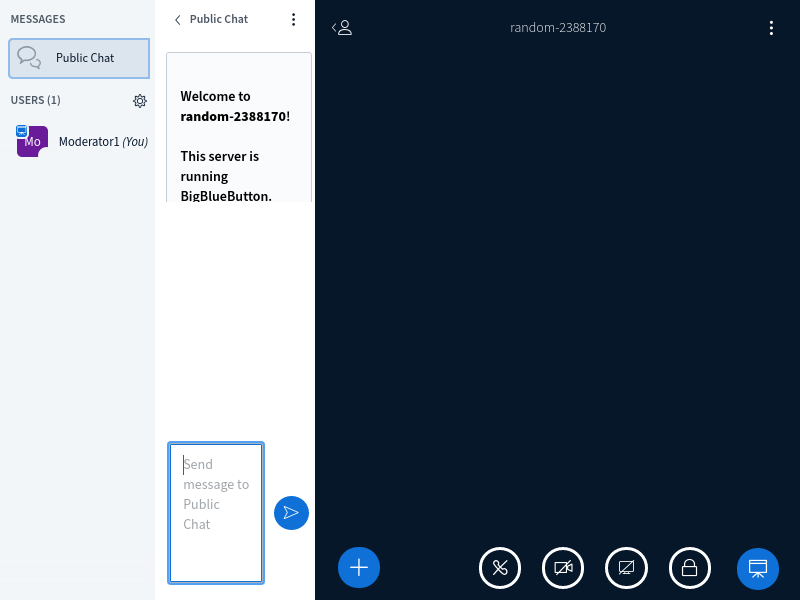 MESSAGES
Public Chat
USERS (1)
Mo
Moderator1 (You)
Public Chat
Welcome to
random-2388170!
This server is
running
BigBlueButton.
Send
message to
Public
Chat
random-2388170